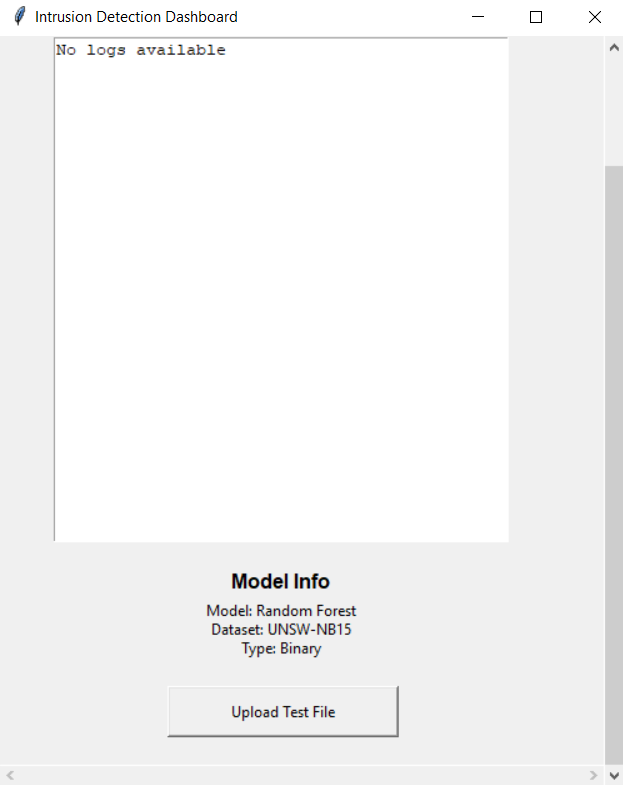 Intrusion Detection Dashboard
No logs available
Model Info
Model: Random Forest
Dataset: UNSW-NB15
Type: Binary
Upload Test File